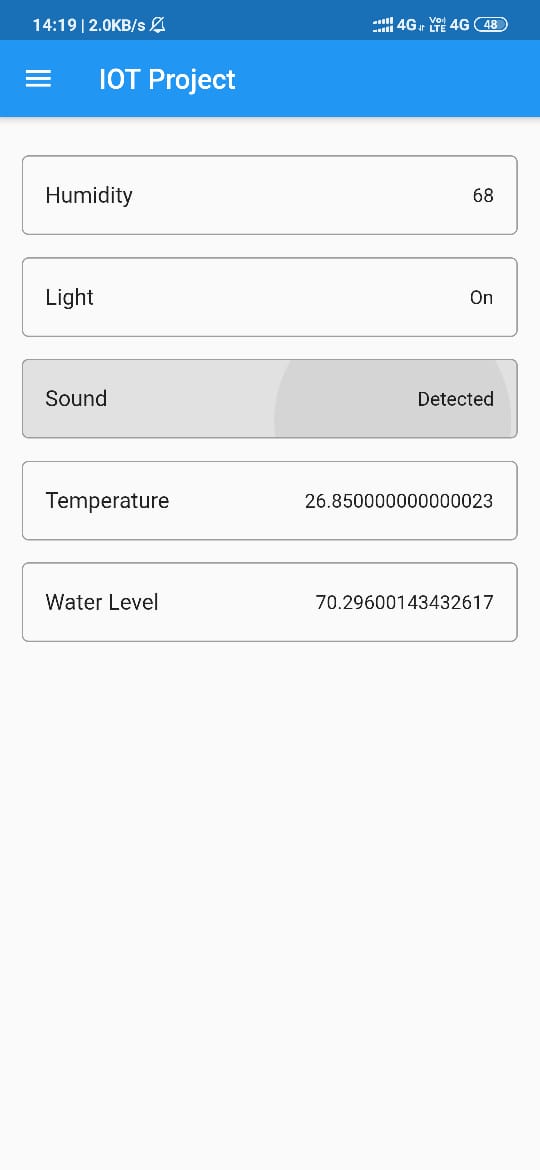 14:19 | 2.0KB/s 4G Vo) LTE 4G 48
IOT Project
Humidity 68
Light On
Sound Detected
Temperature 26.850000000000023
Water Level 70.29600143432617